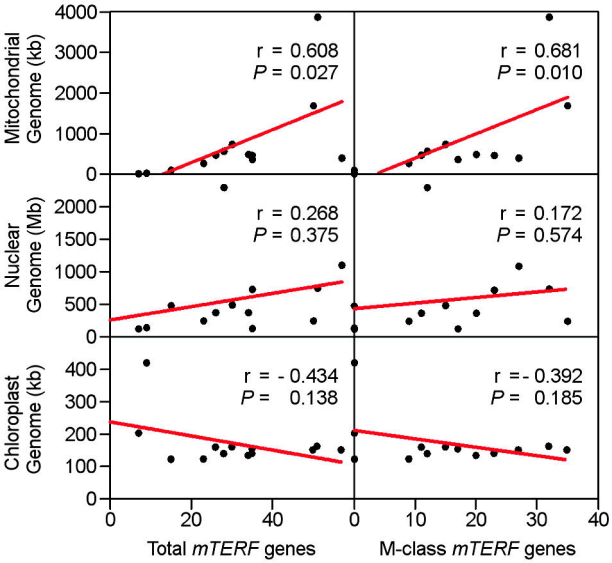 Mitochondrial
Genome (kb)
4000
3000
2000
1000
0
r = 0.608
P = 0.027
r = 0.681
P = 0.010
Nuclear
Genome (Mb)
2000
1500
1000
500
0
r = 0.268
P = 0.375
r = 0.172
P = 0.574
Chloroplast
Genome (kb)
400
300
200
100
0
r = - 0.434
P = 0.138
r = - 0.392
P = 0.185
0 20 40 0 10 20 30 40
Total mTERF genes
M-class mTERF genes